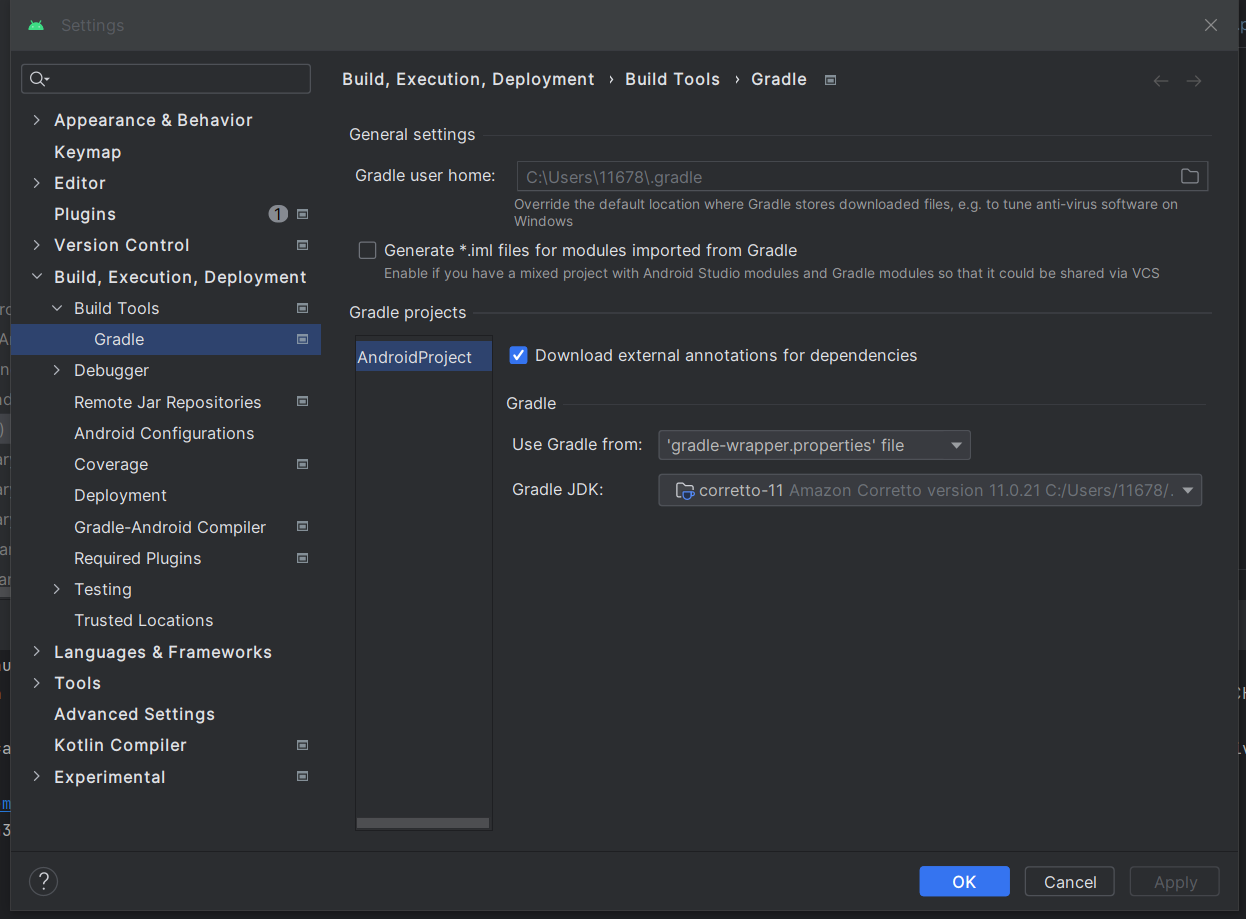 Settings
Build, Execution, Deployment › Build Tools › Gradle
Appearance & Behavior
Keymap
Editor
Plugins 1
Version Control
Build, Execution, Deployment
Build Tools
Gradle
Debugger
Remote Jar Repositories
Android Configurations
Coverage
Deployment
Gradle-Android Compiler
Required Plugins
Testing
Trusted Locations
Languages & Frameworks
Tools
Advanced Settings
Kotlin Compiler
Experimental
General settings
Gradle user home: C:\Users\11678\.gradle
Override the default location where Gradle stores downloaded files, e.g. to tune anti-virus software on
Windows
Generate *.iml files for modules imported from Gradle
Enable if you have a mixed project with Android Studio modules and Gradle modules so that it could be shared via VCS
Gradle projects
AndroidProject
Download external annotations for dependencies
Gradle
Use Gradle from: 'gradle-wrapper.properties' file
Gradle JDK: corretto-11 Amazon Corretto version 11.0.21 C:/Users/11678/.
?
OK
Cancel
Apply